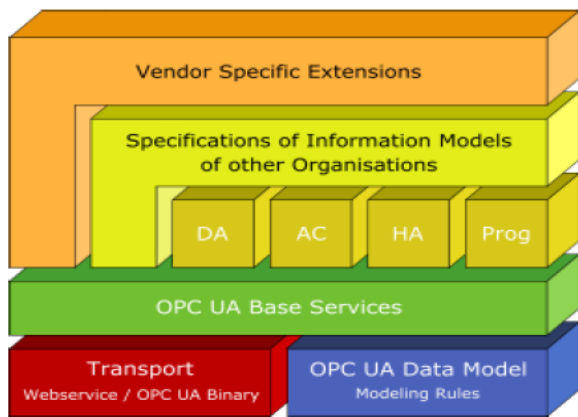 Vendor Specific Extensions
Specifications of Information Models
of other Organisations
DA AC HA Prog
OPC UA Base Services
Transport
Webservice / OPC UA Binary
OPC UA Data Model
Modeling Rules